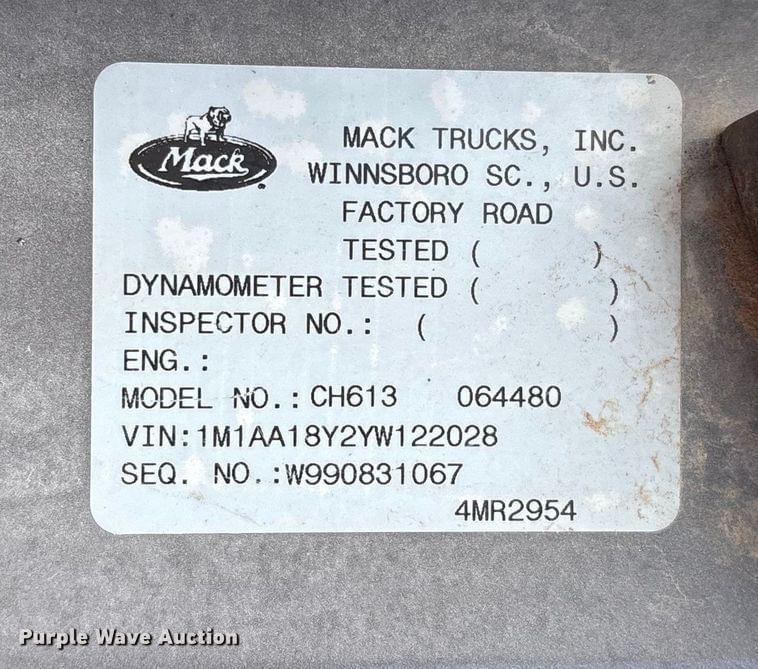 Mack
MACK TRUCKS, INC.
WINNSBORO SC., U.S.
FACTORY ROAD
TESTED (          )
DYNAMOMETER TESTED (          )
INSPECTOR NO.: (          )
ENG.:
MODEL NO.: CH613 064480
VIN:1M1AA18Y2YW122028
SEQ. NO.:W990831067
4MR2954
Purple Wave Auction